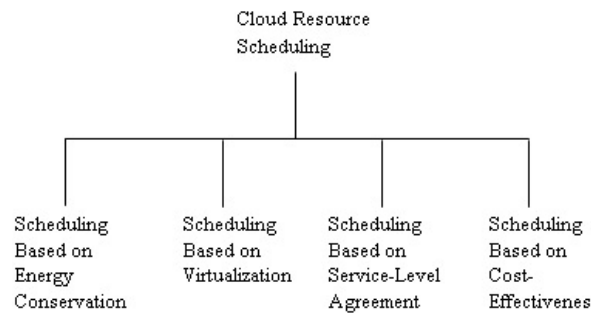 Cloud Resource
Scheduling
Scheduling
Based on
Energy
Conservation
Scheduling
Based on
Virtualization
Scheduling
Based on
Service-Level
Agreement
Scheduling
Based on
Cost-
Effectivenes